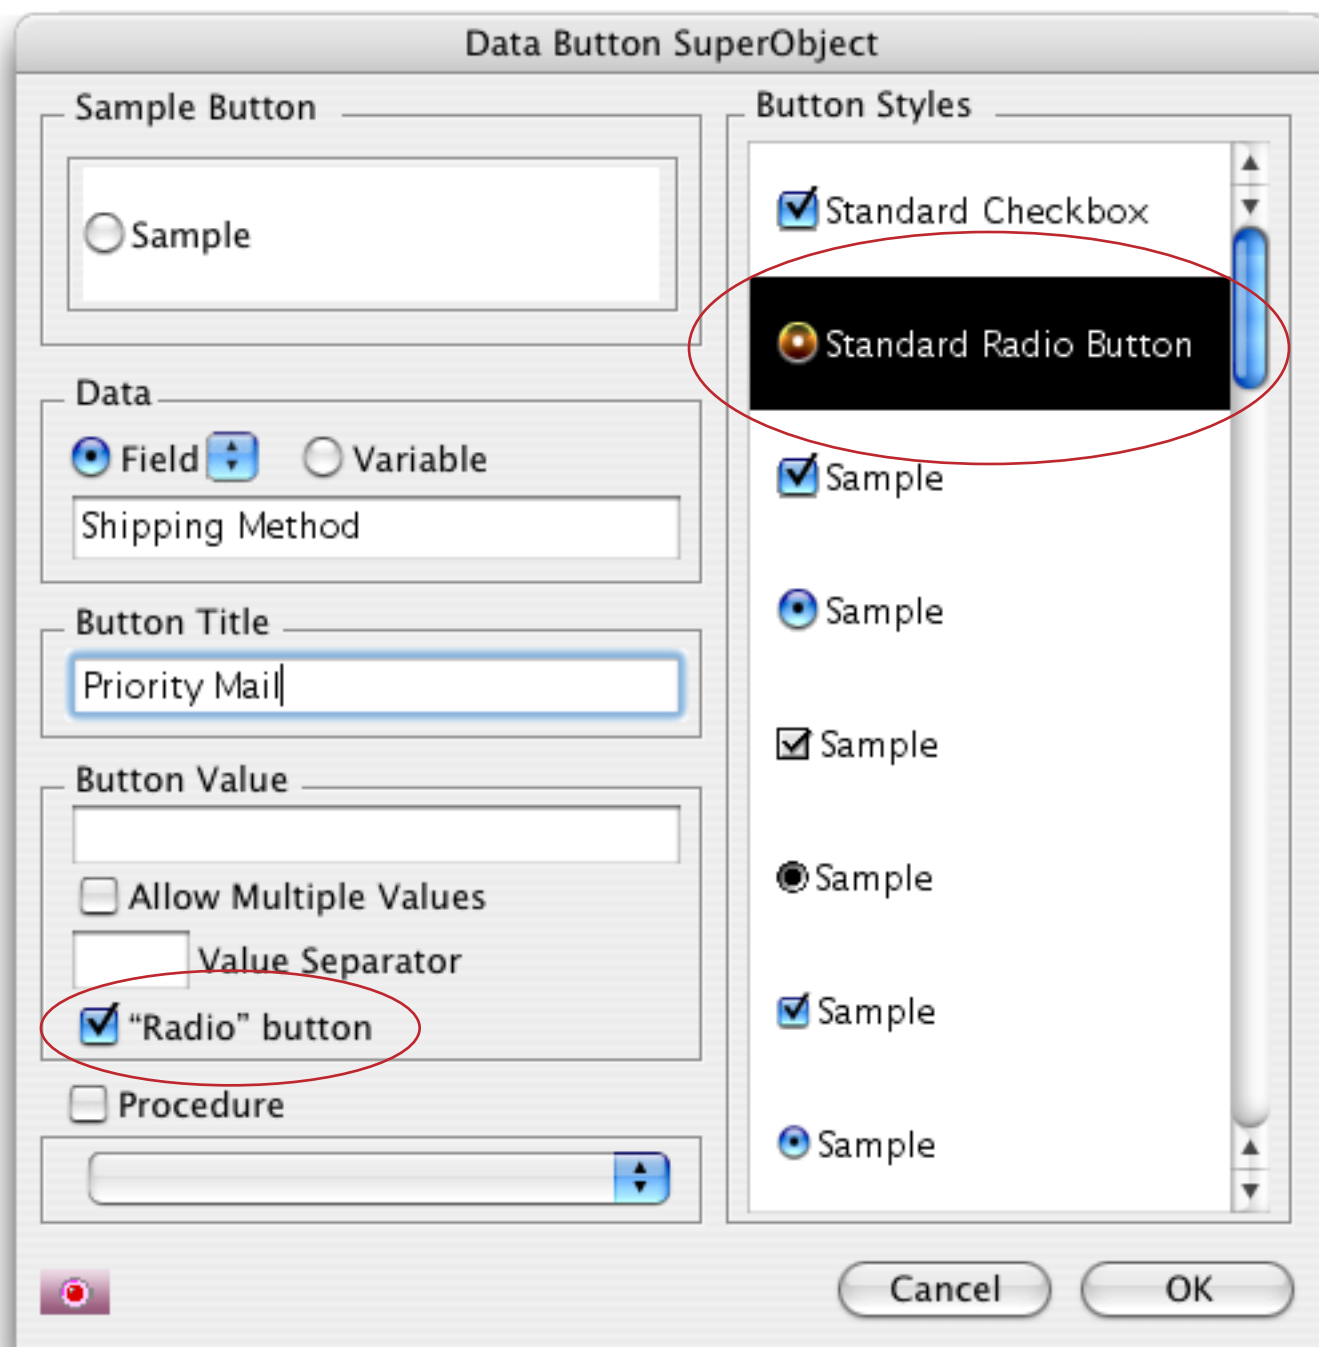 Data Button SuperObject
Sample Button
Sample
Data
Field
Variable
Shipping Method
Button Title
Priority Mail
Button Value
Allow Multiple Values
Value Separator
“Radio” button
Procedure
Button Styles
Standard Checkbox
Standard Radio Button
Sample
Sample
Sample
Sample
Sample
Sample
Cancel
OK